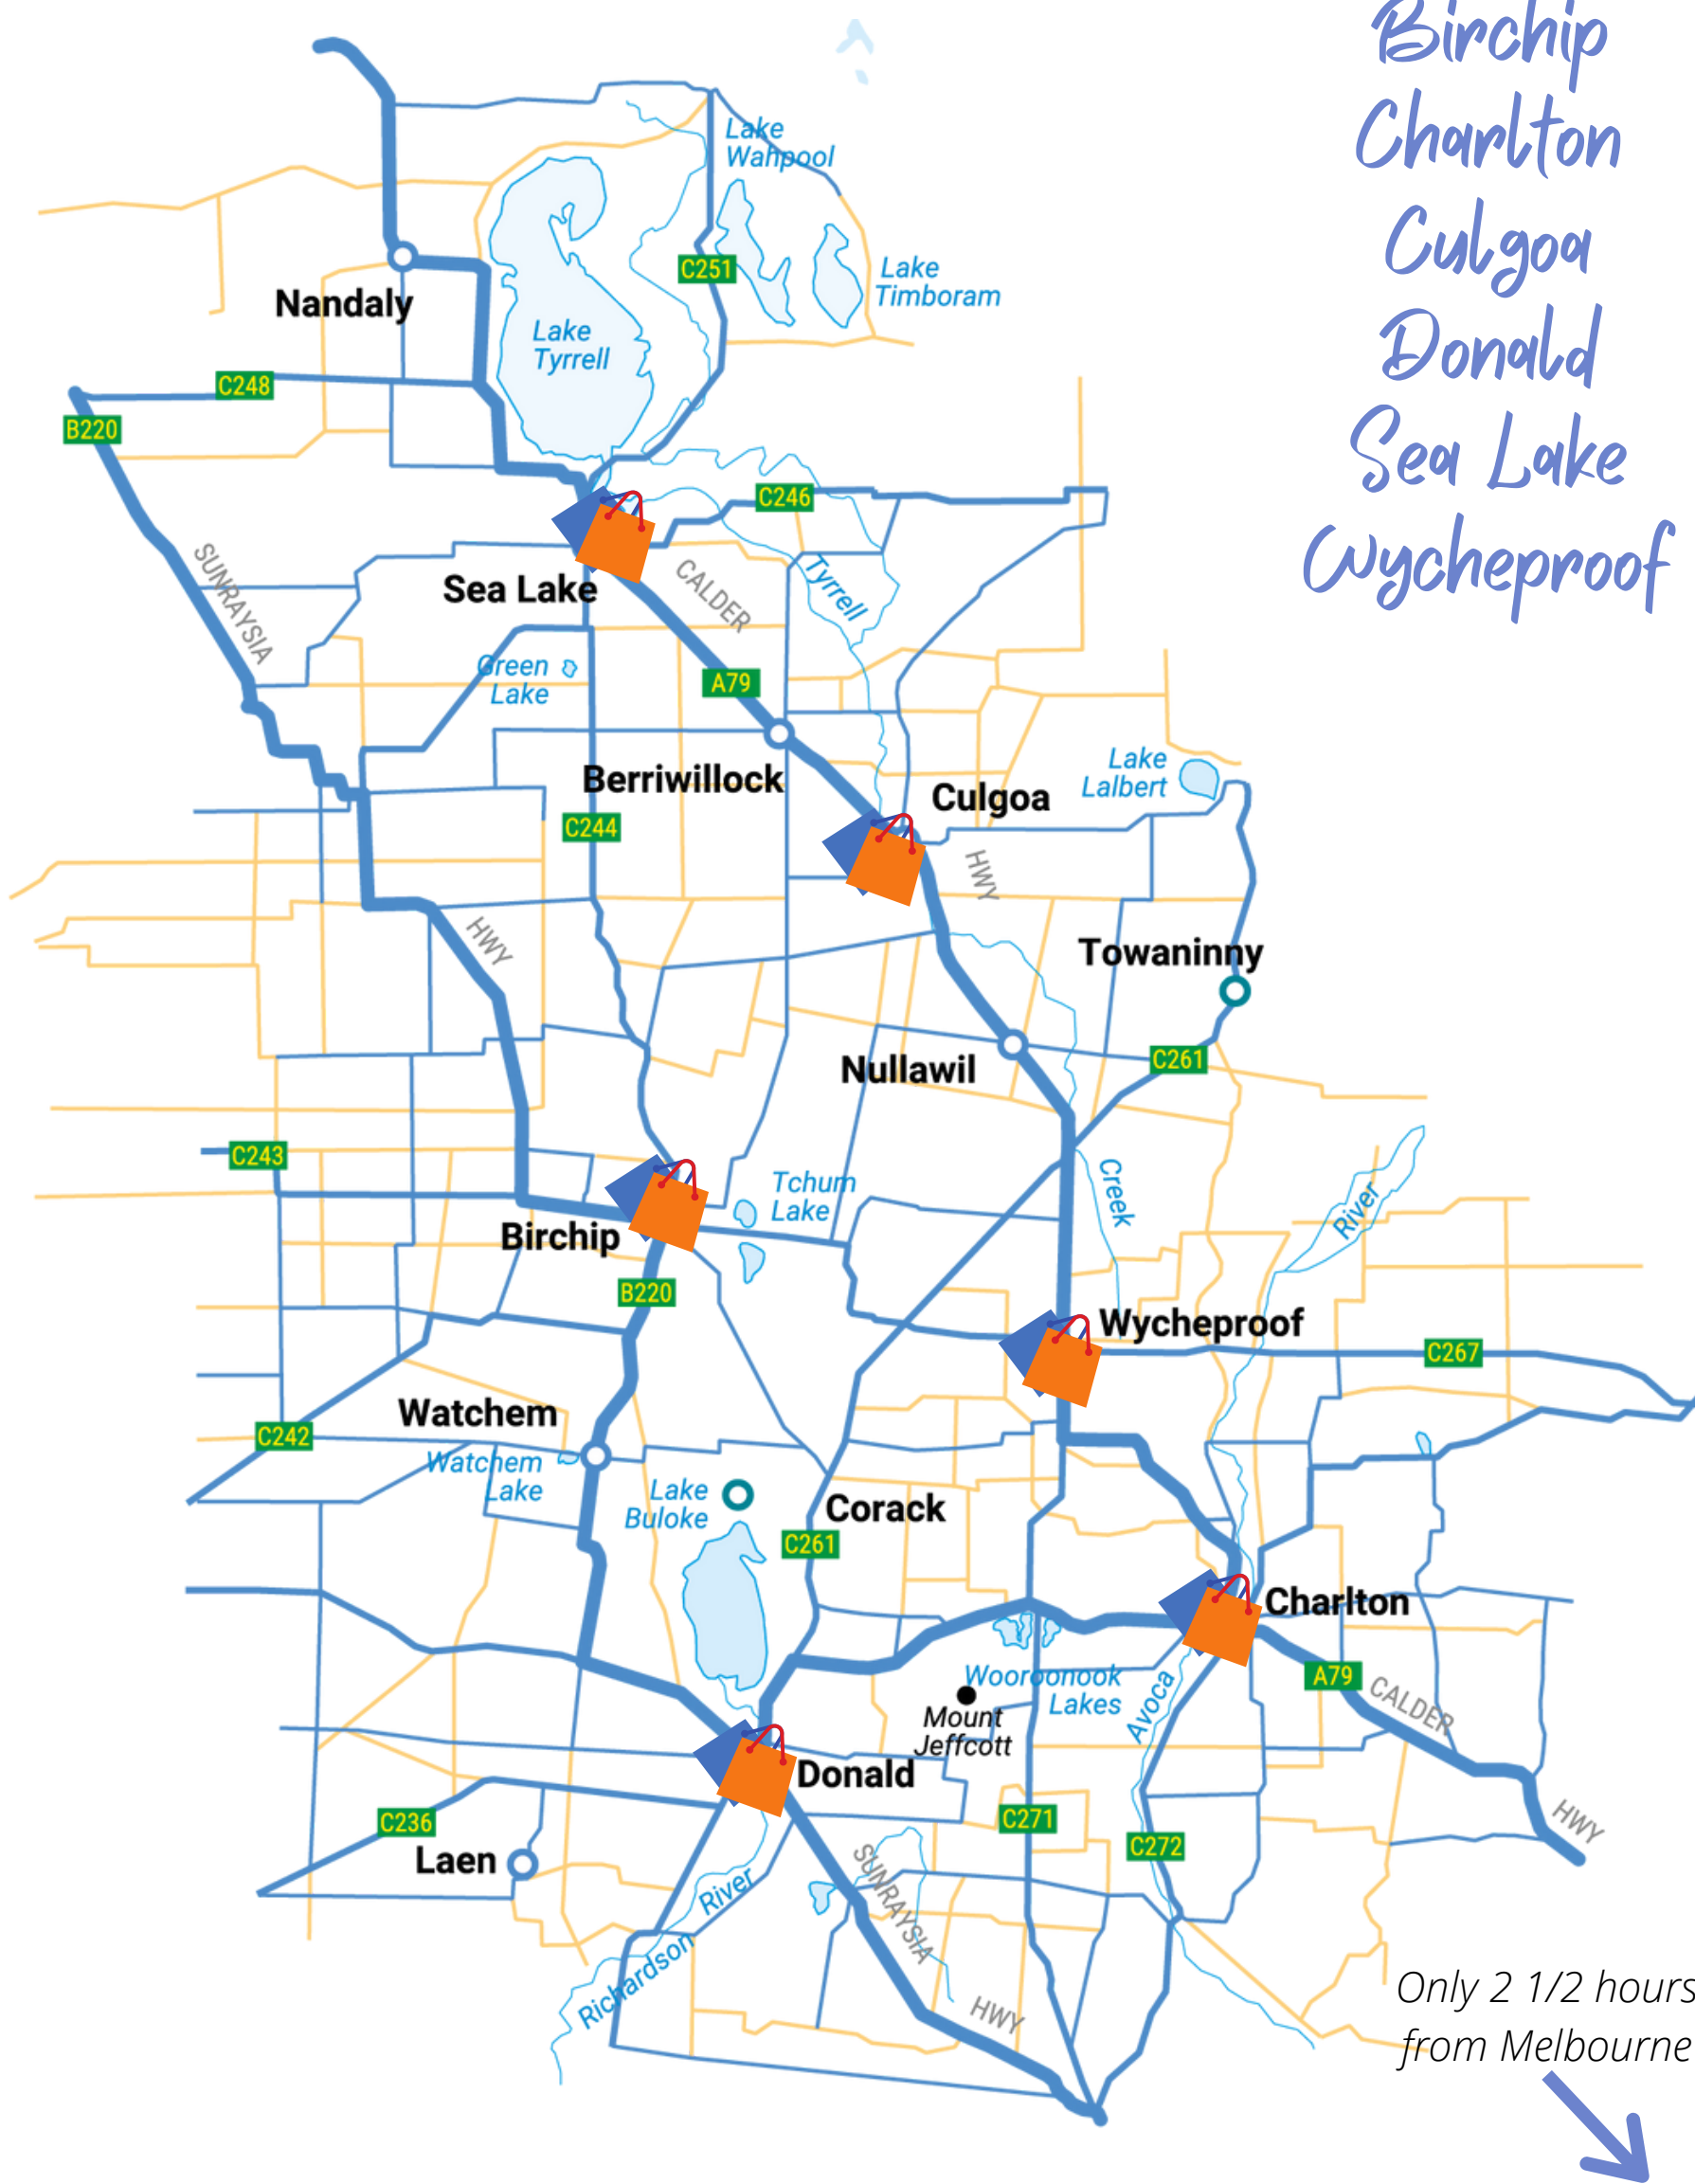 Birchip
Charlton
Culgoa
Donald
Sea Lake
Wycheproof
Lake
Wahpool
C251
Lake
Timboram
Nandaly
Lake
Tyrrell
C248
B220
C246
SUNRAYSIA
Sea Lake
CALDER
Tyrrell
Green
Lake
A79
Berriwillock
Lake
Lalbert
Culgoa
C244
HWY
HWY
Towaninny
Nullawil
C261
C243
Creek
Tchum
Lake
River
Birchip
B220
Wycheproof
C267
Watchem
C242
Watchem
Lake
Lake
Buloke
Corack
C261
Charlton
Wooroonook
Lakes
A79
CALDER
Avoca
Mount
Jeffcott
Donald
C236
C271
C272
HWY
Laen
SUNRAYSIA
River
Richardson
HWY
Only 2 1/2 hours
from Melbourne